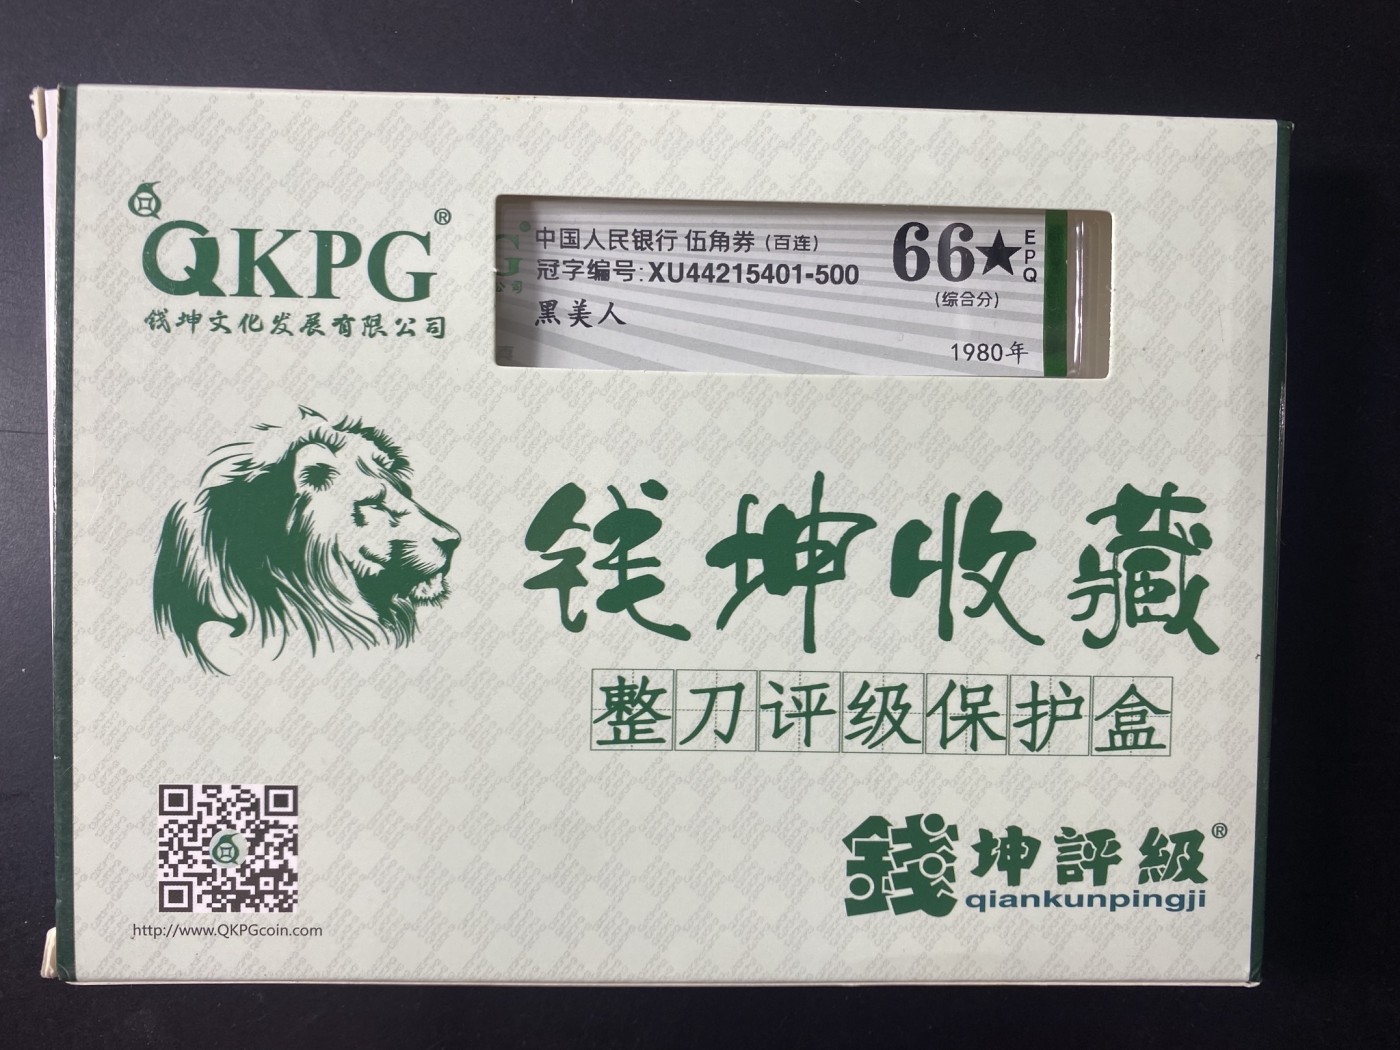 QKPG®
钱坤文化发展有限公司
中国人民银行 伍角券（百连）
冠字编号: XU44215401-500
黑美人
66★EPQ
(综合分)
1980年
钱坤收藏
整刀评级保护盒
http://www.QKPGcoin.com
錢坤評級®
qiankunpingji